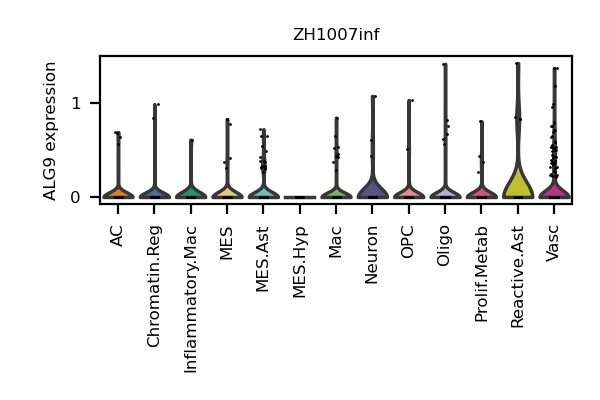 ZH1007inf
ALG9 expression
1
0
AC
Chromatin.Reg
Inflammatory.Mac
MES
MES.Ast
MES.Hyp
Mac
Neuron
OPC
Oligo
Prolif.Metab
Reactive.Ast
Vasc